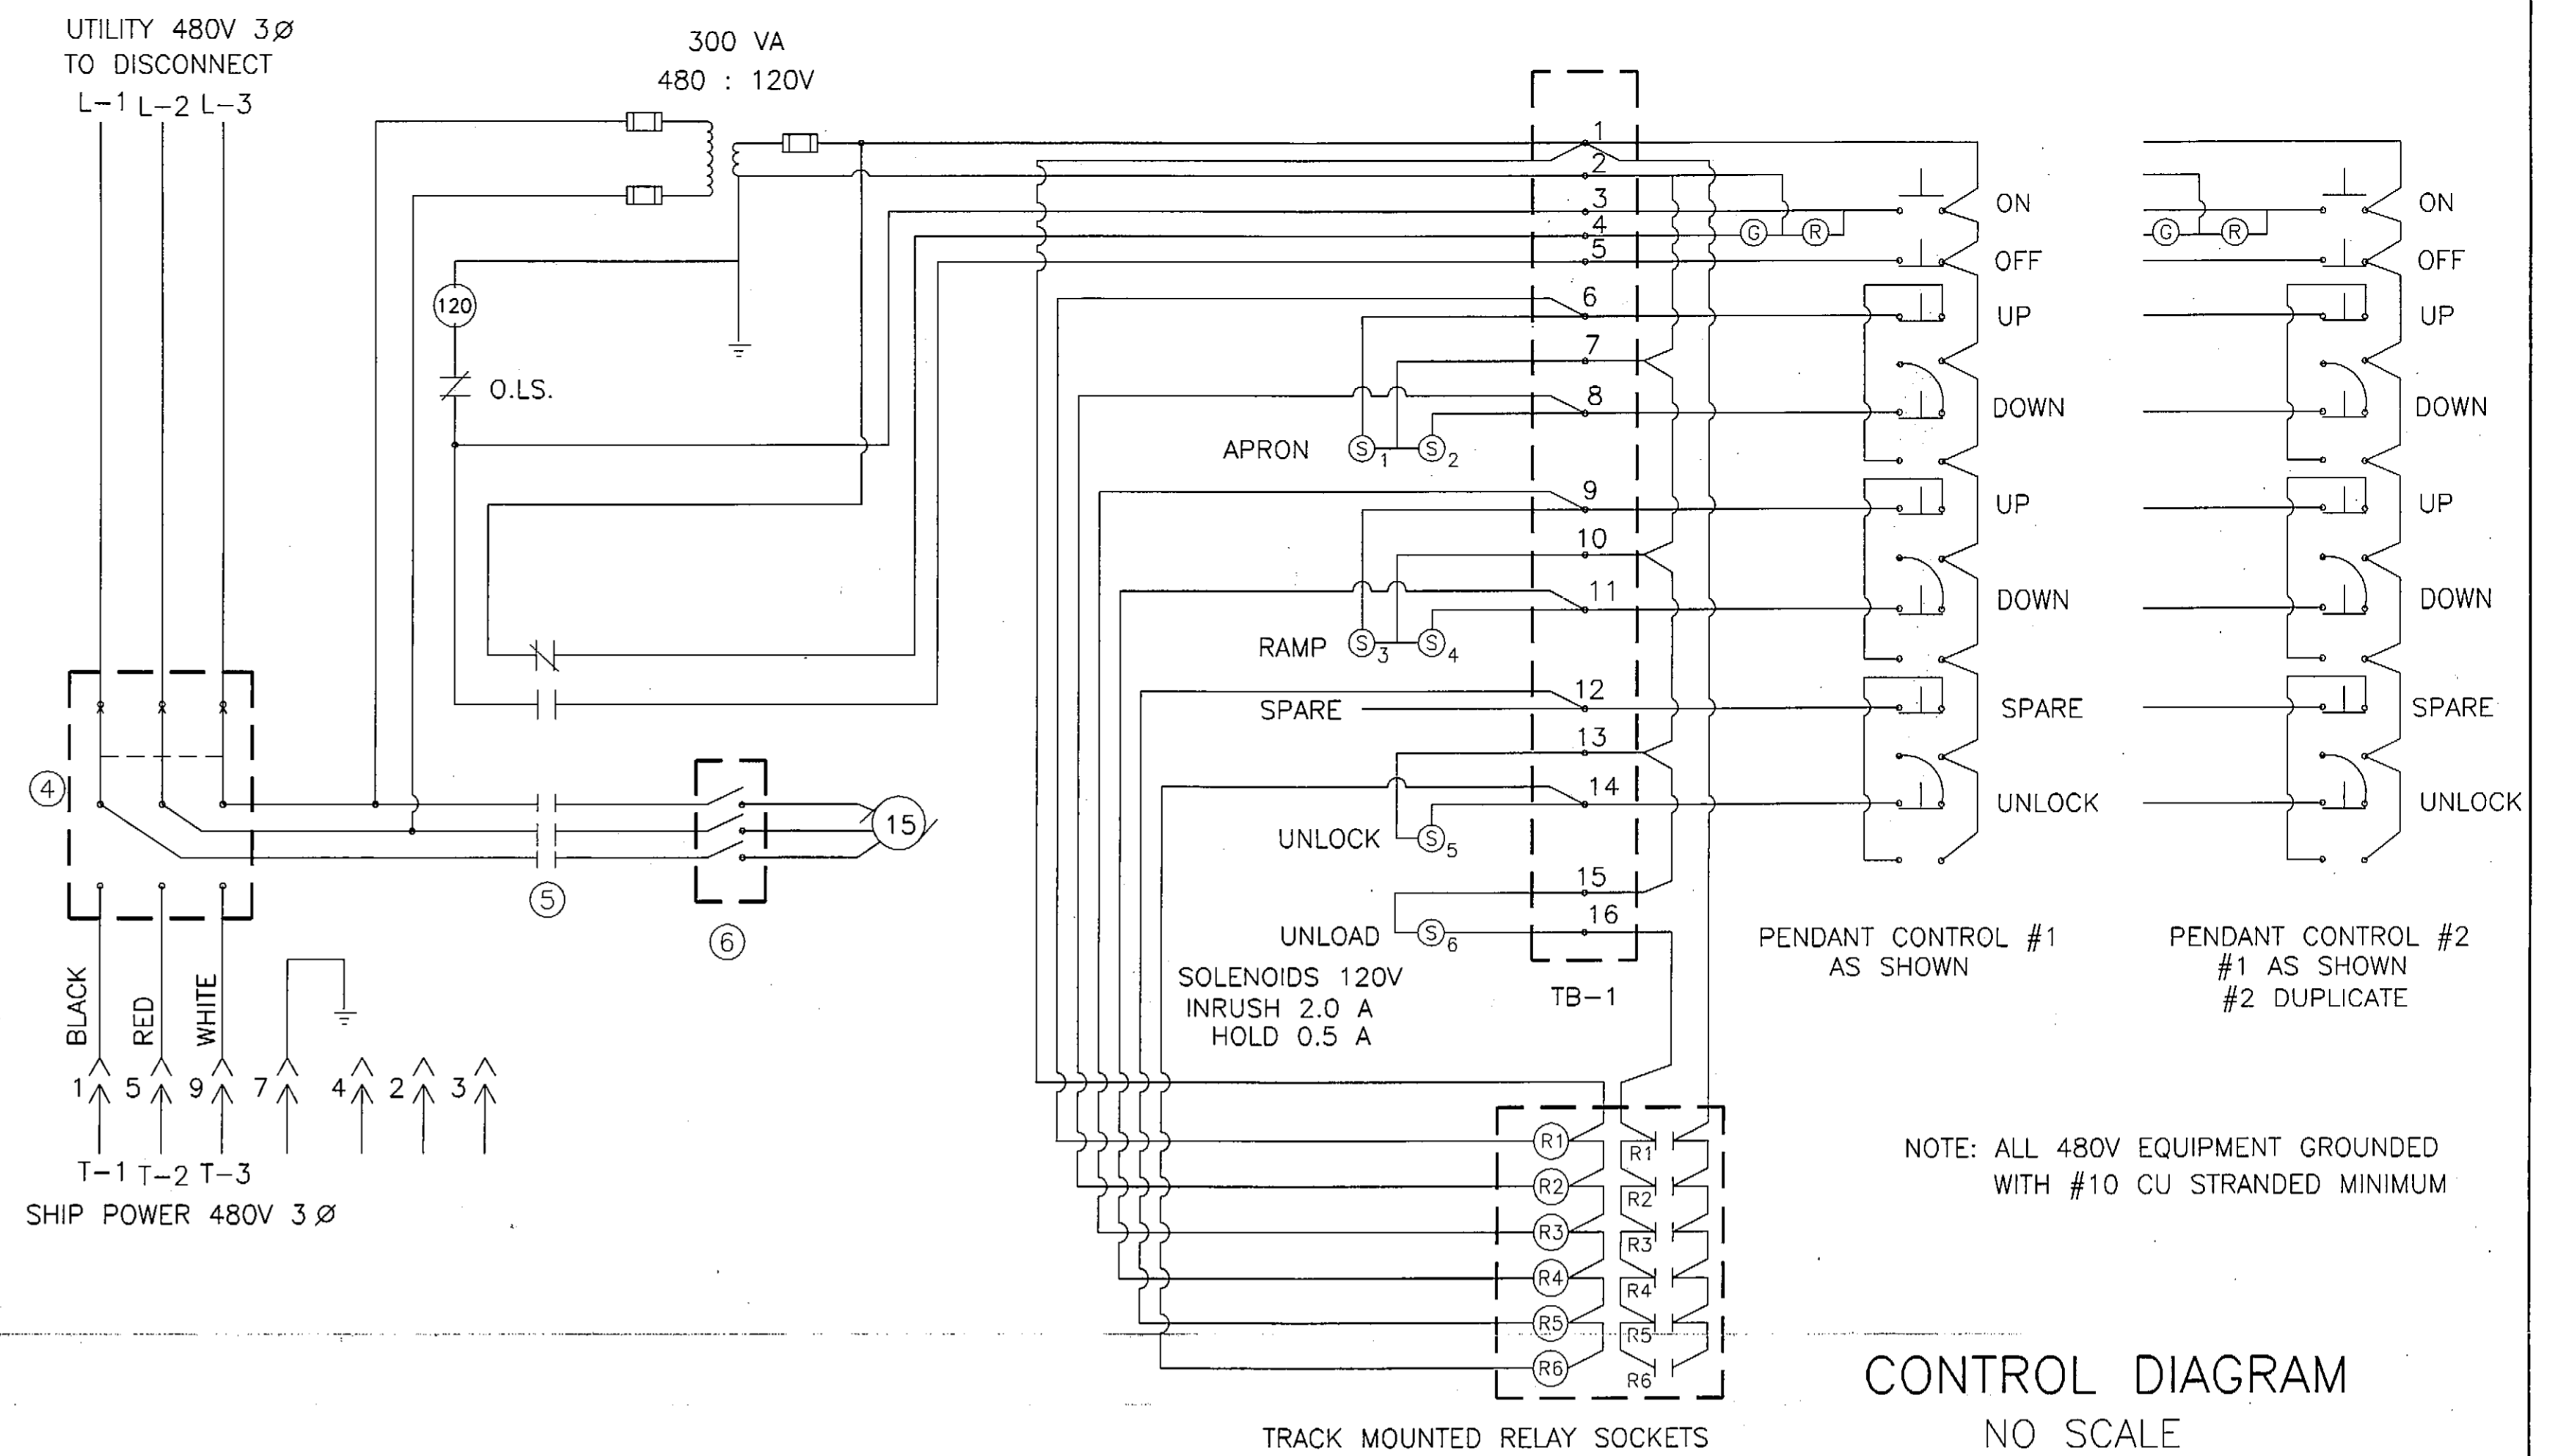 UTILITY 480V 3Ø
TO DISCONNECT
L-1 L-2 L-3
300 VA
480 : 120V
120
O.LS.
4
5
6
15
BLACK
RED
WHITE
1 5 9 7 4 2 3
T-1 T-2 T-3
SHIP POWER 480V 3Ø
1
2
3
4
5
6
7
8
APRON S1 S2
9
10
11
RAMP S3 S4
12
SPARE
13
14
UNLOCK S5
15
16
UNLOAD S6
SOLENOIDS 120V
INRUSH 2.0 A
HOLD 0.5 A
TB-1
G R
ON
OFF
UP
DOWN
UP
DOWN
SPARE
UNLOCK
PENDANT CONTROL #1
AS SHOWN
G R
ON
OFF
UP
DOWN
UP
DOWN
SPARE
UNLOCK
PENDANT CONTROL #2
#1 AS SHOWN
#2 DUPLICATE
R1 R1
R2 R2
R3 R3
R4 R4
R5 R5
R6 R6
TRACK MOUNTED RELAY SOCKETS
NOTE: ALL 480V EQUIPMENT GROUNDED
WITH #10 CU STRANDED MINIMUM
CONTROL DIAGRAM
NO SCALE